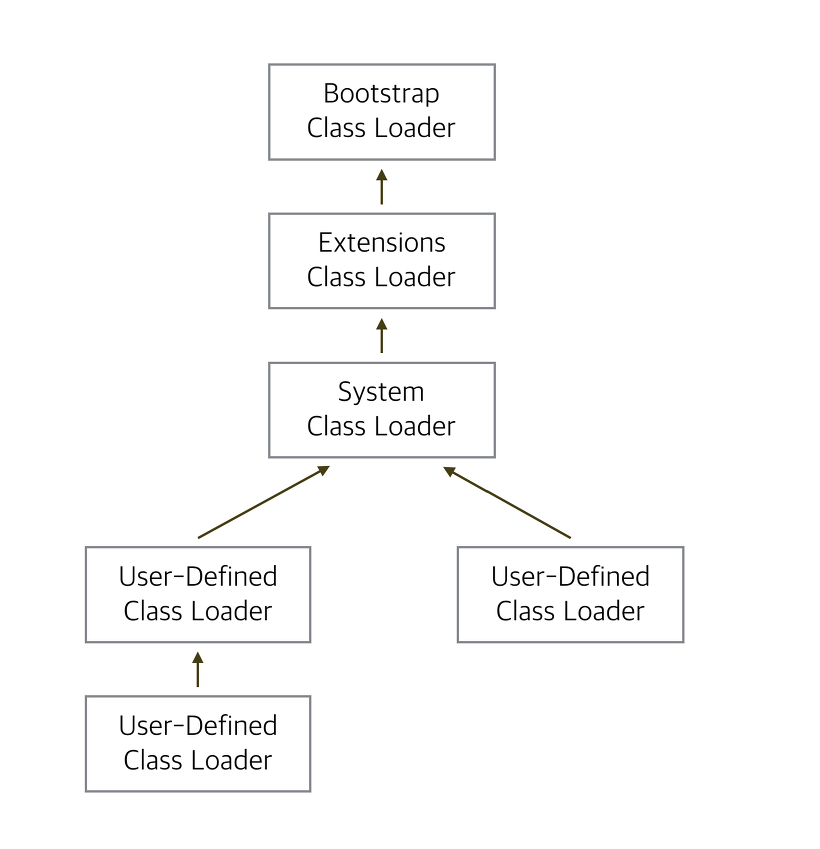 Bootstrap
Class Loader
Extensions
Class Loader
System
Class Loader
User-Defined
Class Loader
User-Defined
Class Loader
User-Defined
Class Loader